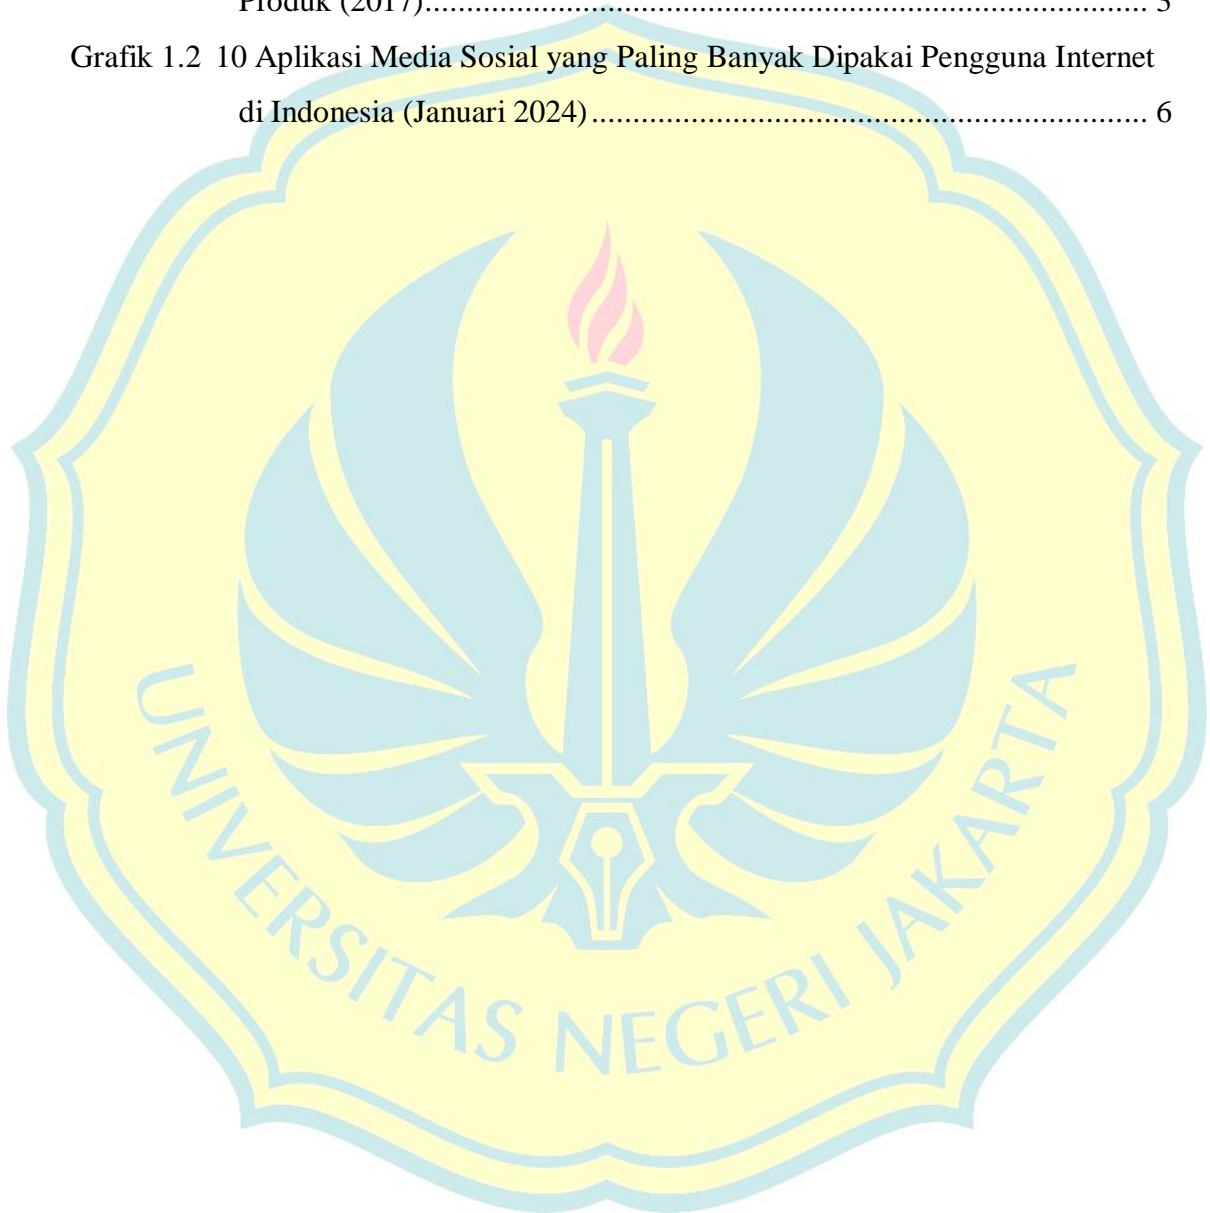 Produk (2017)........................................................................................ 5
Grafik 1.2 10 Aplikasi Media Sosial yang Paling Banyak Dipakai Pengguna Internet
di Indonesia (Januari 2024).................................................................... 6
UNIVERSITAS NEGERI JAKARTA